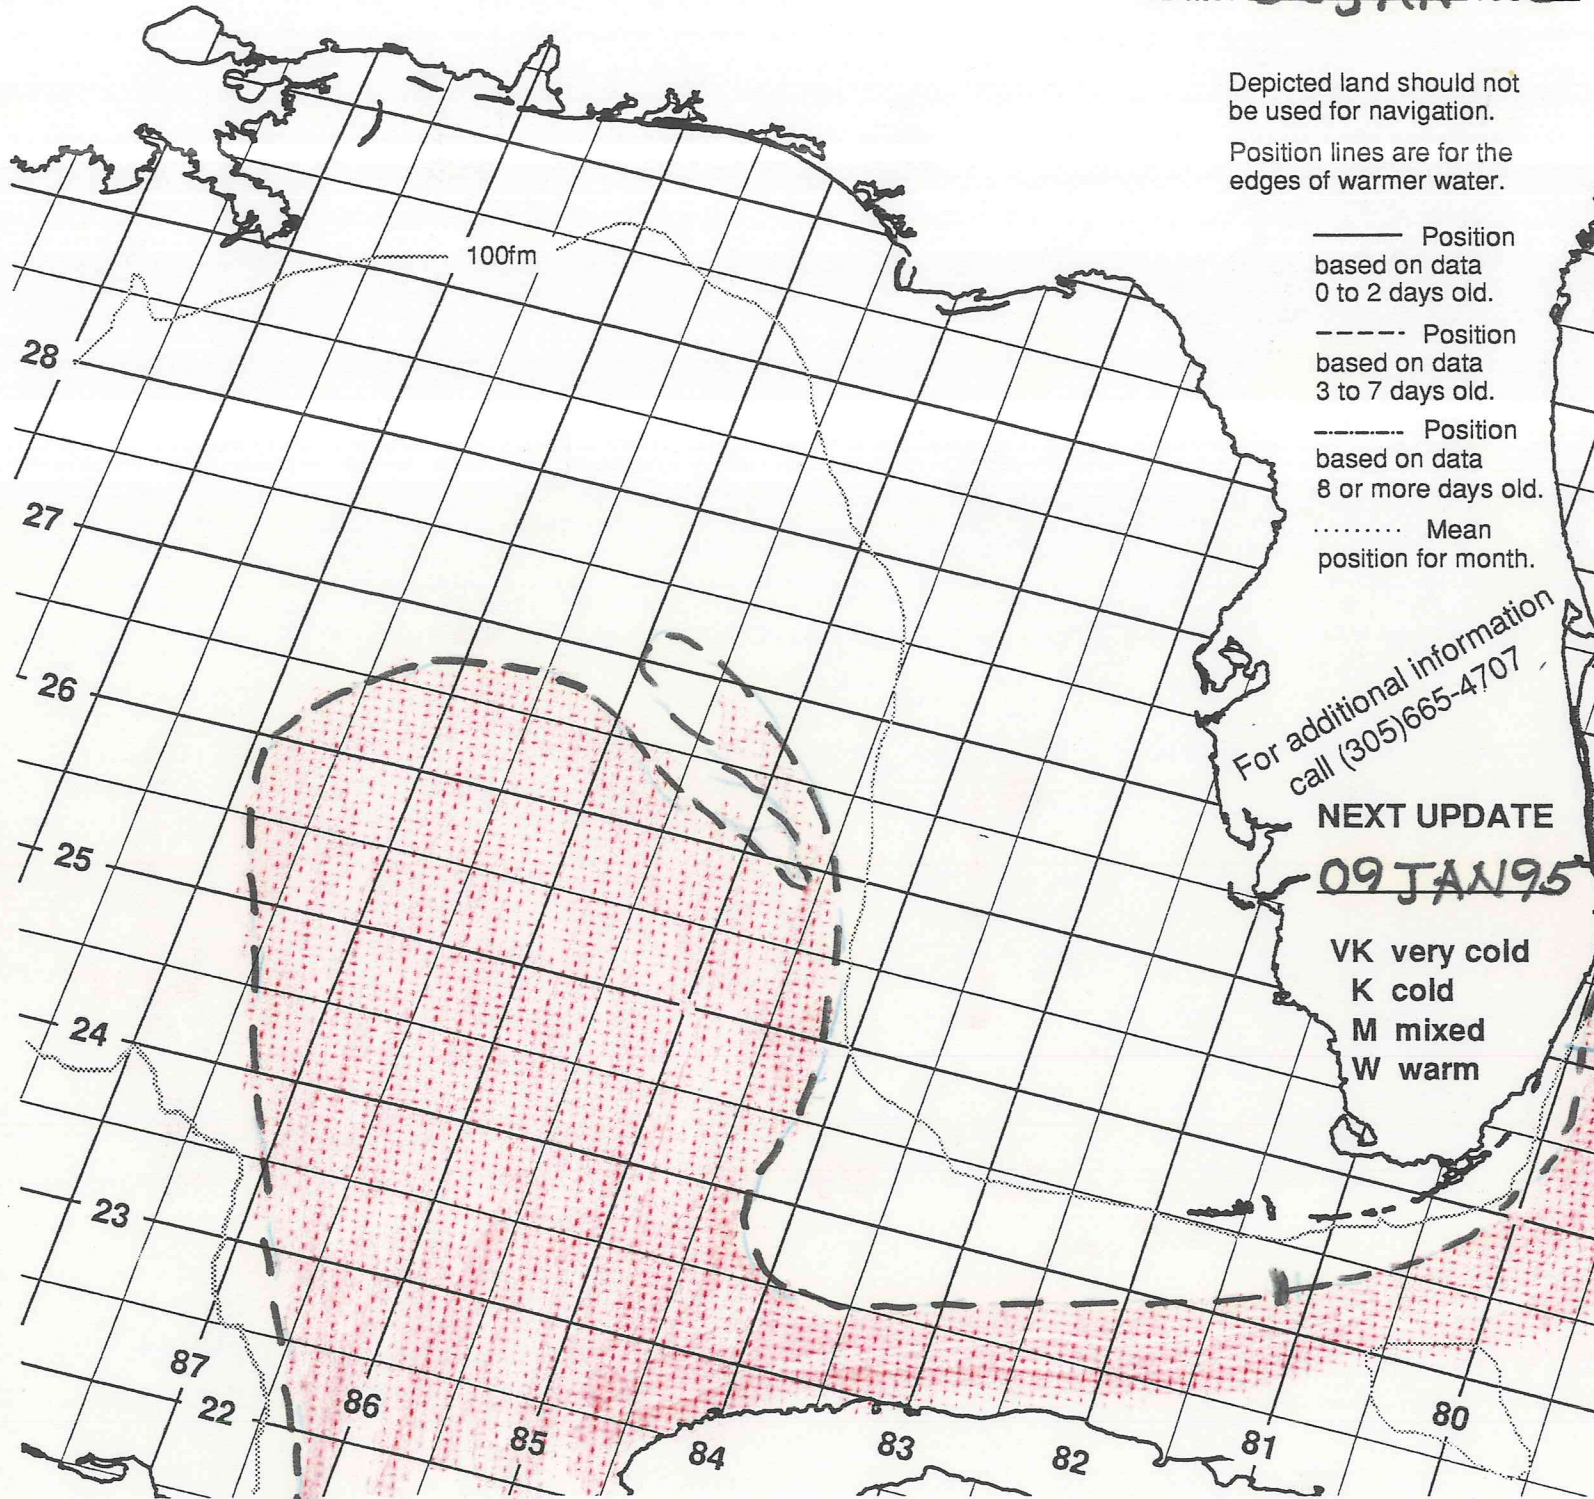 Depicted land should not
be used for navigation.
Position lines are for the
edges of warmer water.
Position
based on data
0 to 2 days old.
Position
based on data
3 to 7 days old.
Position
based on data
8 or more days old.
Mean
position for month.
For additional information
call (305)665-4707
NEXT UPDATE
09 JAN95
VK very cold
K cold
M mixed
W warm
100fm
28
27
26
25
24
23
22
87
86
85
84
83
82
81
80